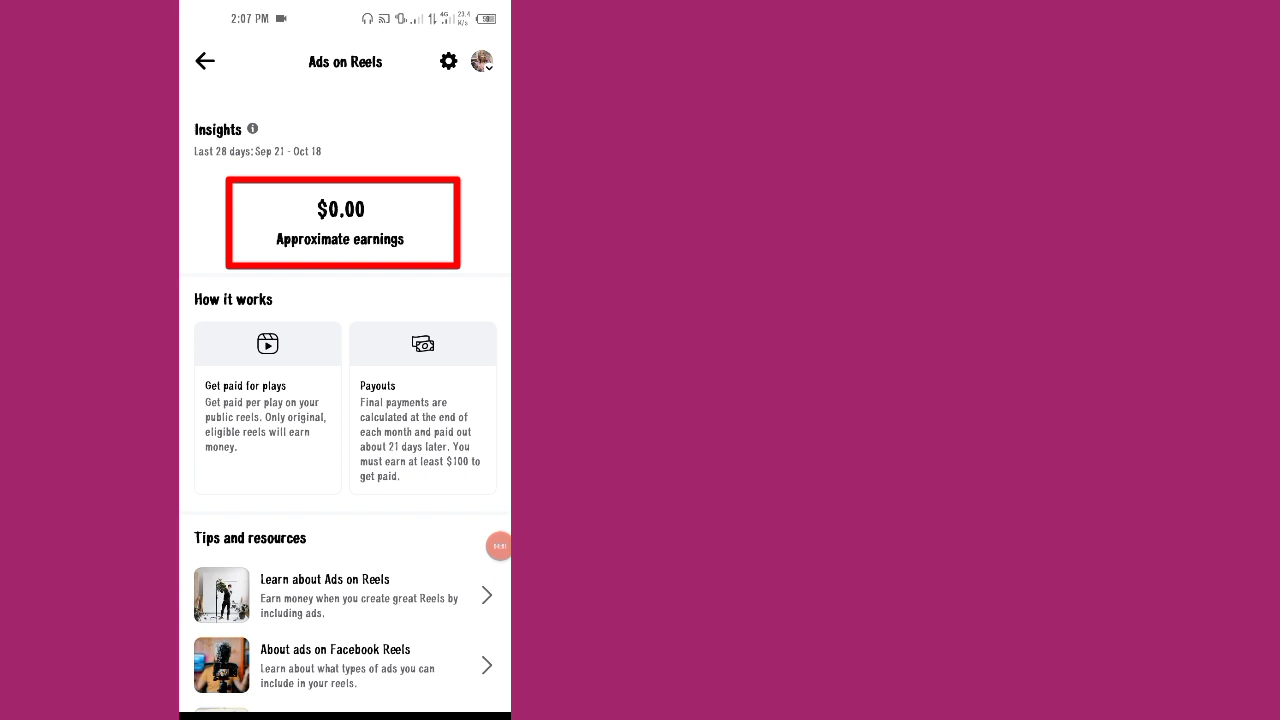 2:07 PM
4G
23.4
K/s
50
Ads on Reels
Insights
Last 28 days: Sep 21 - Oct 18
$0.00
Approximate earnings
How it works
Get paid for plays
Get paid per play on your
public reels. Only original,
eligible reels will earn
money.
Payouts
Final payments are
calculated at the end of
each month and paid out
about 21 days later. You
must earn at least $100 to
get paid.
Tips and resources
Learn about Ads on Reels
Earn money when you create great Reels by
including ads.
About ads on Facebook Reels
Learn about what types of ads you can
include in your reels.